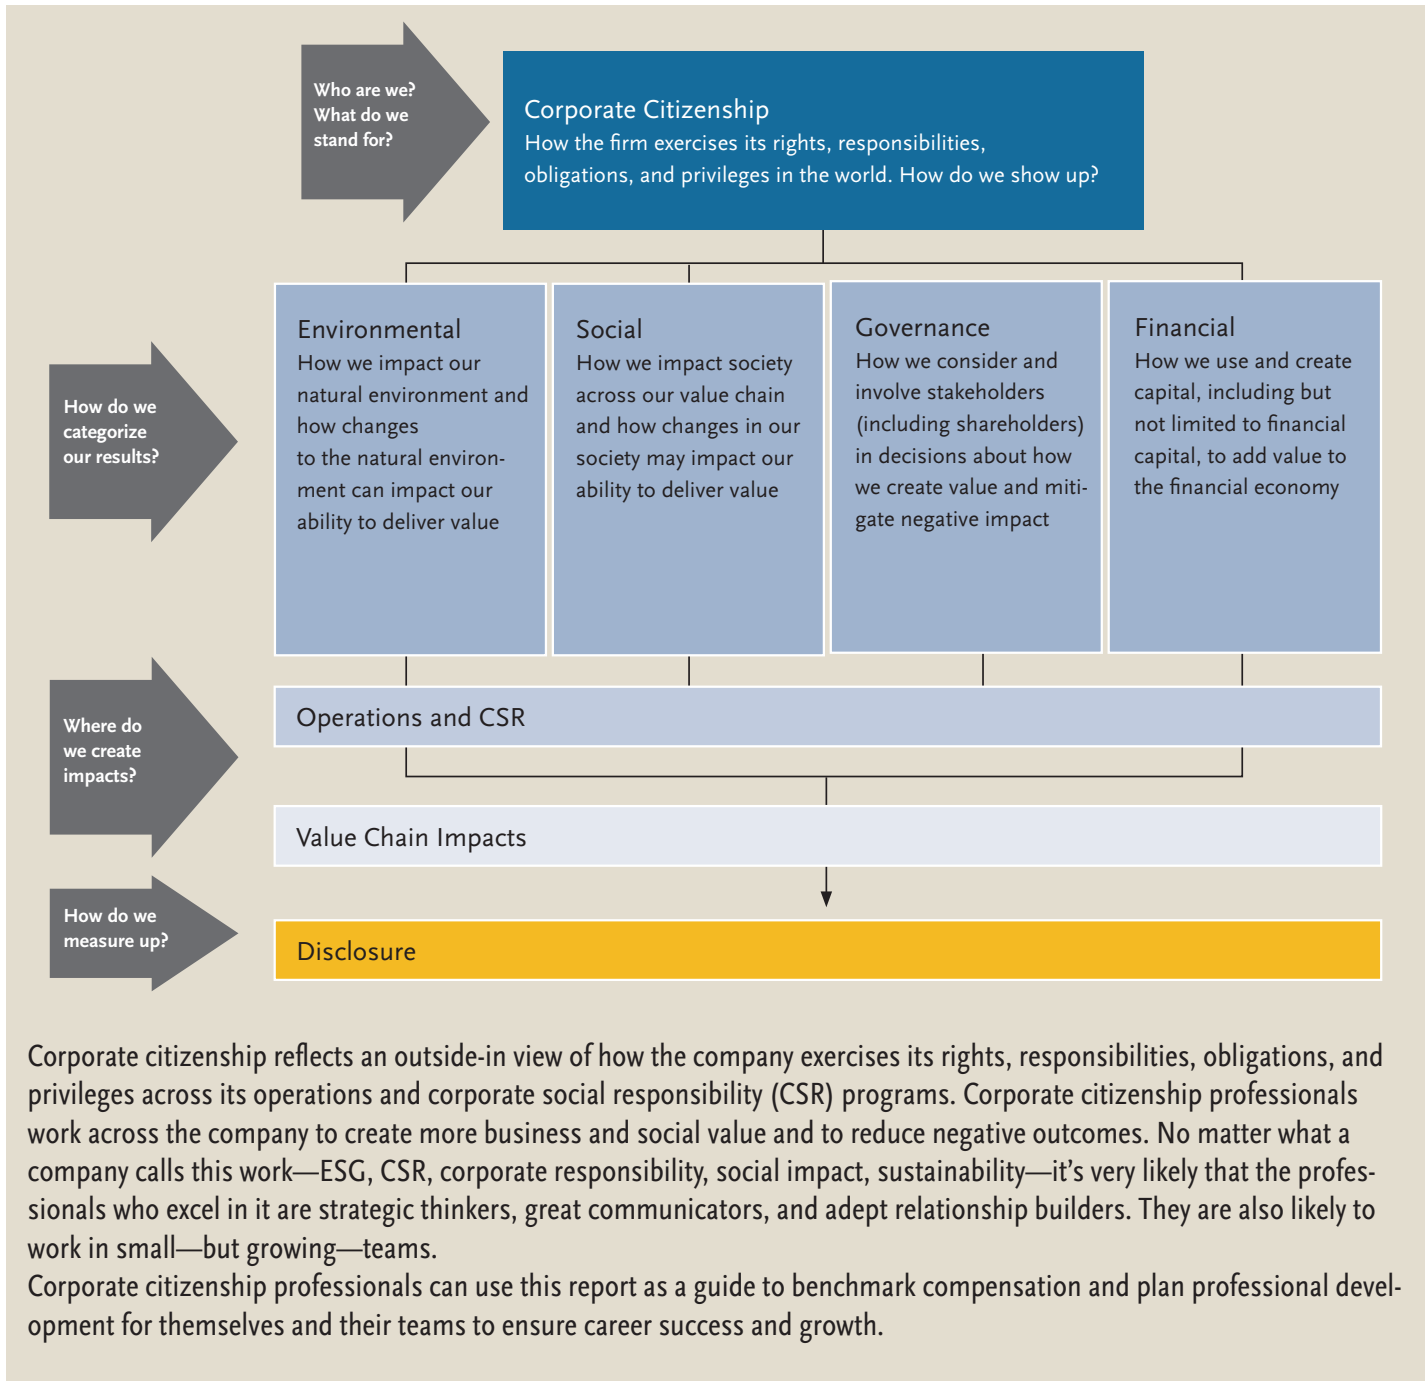 Who are we?
What do we
stand for?
Corporate Citizenship
How the firm exercises its rights, responsibilities,
obligations, and privileges in the world. How do we show up?
How do we
categorize
our results?
Environmental
How we impact our
natural environment and
how changes
to the natural environ-
ment can impact our
ability to deliver value
Social
How we impact society
across our value chain
and how changes in our
society may impact our
ability to deliver value
Governance
How we consider and
involve stakeholders
(including shareholders)
in decisions about how
we create value and miti-
gate negative impact
Financial
How we use and create
capital, including but
not limited to financial
capital, to add value to
the financial economy
Where do
we create
impacts?
Operations and CSR
Value Chain Impacts
How do we
measure up?
Disclosure
Corporate citizenship reflects an outside-in view of how the company exercises its rights, responsibilities, obligations, and
privileges across its operations and corporate social responsibility (CSR) programs. Corporate citizenship professionals
work across the company to create more business and social value and to reduce negative outcomes. No matter what a
company calls this work—ESG, CSR, corporate responsibility, social impact, sustainability—it’s very likely that the profes-
sionals who excel in it are strategic thinkers, great communicators, and adept relationship builders. They are also likely to
work in small—but growing—teams.
Corporate citizenship professionals can use this report as a guide to benchmark compensation and plan professional devel-
opment for themselves and their teams to ensure career success and growth.